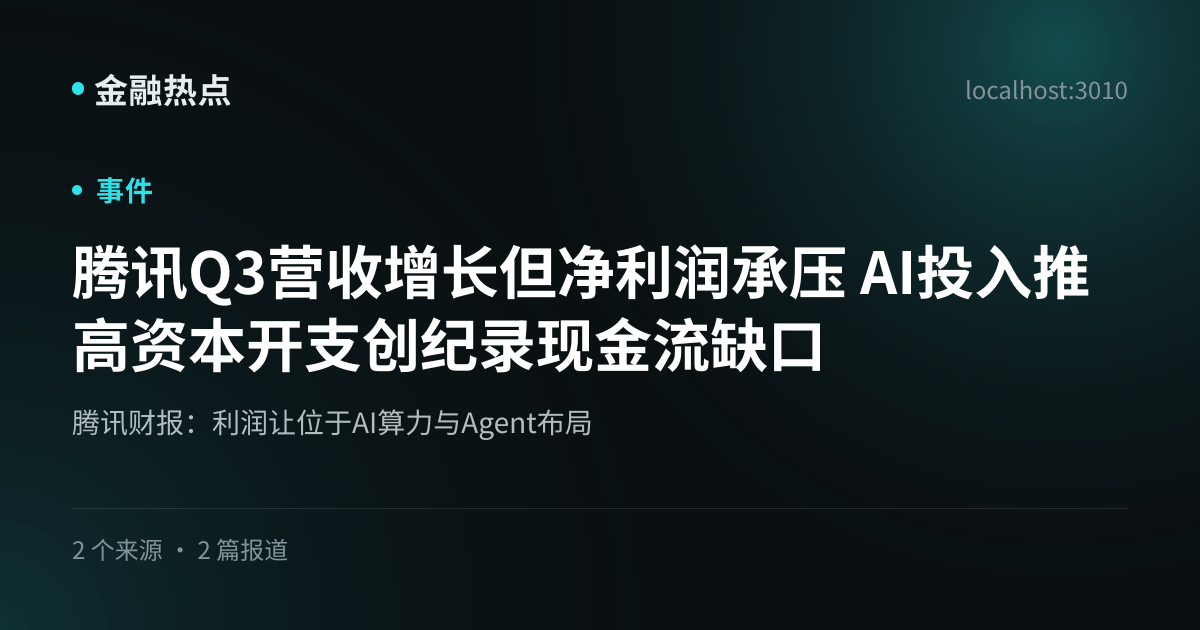 金融热点
localhost:3010
事件
腾讯Q3营收增长但净利润承压 AI投入推
高资本开支创纪录现金流缺口
腾讯财报：利润让位于AI算力与Agent布局
2 个来源 · 2 篇报道